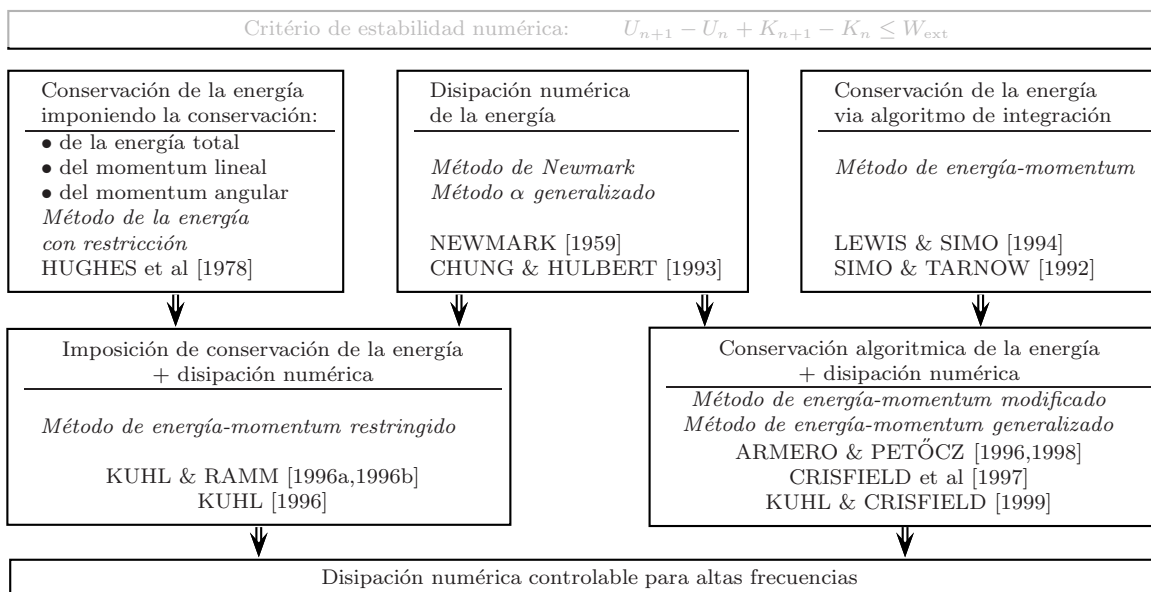 Critério de estabilidad numérica: U_{n+1} − U_n + K_{n+1} − K_n ≤ W_ext
Conservación de la energía
imponiendo la conservación:
• de la energía total
• del momentum lineal
• del momentum angular
Método de la energía
con restricción
HUGHES et al [1978]
Disipación numérica
de la energía
Método de Newmark
Método α generalizado
NEWMARK [1959]
CHUNG & HULBERT [1993]
Conservación de la energía
via algoritmo de integración
Método de energía-momentum
LEWIS & SIMO [1994]
SIMO & TARNOW [1992]
Imposición de conservación de la energía
+ disipación numérica
Método de energía-momentum restringido
KUHL & RAMM [1996a,1996b]
KUHL [1996]
Conservación algoritmica de la energía
+ disipación numérica
Método de energía-momentum modificado
Método de energía-momentum generalizado
ARMERO & PETŐCZ [1996,1998]
CRISFIELD et al [1997]
KUHL & CRISFIELD [1999]
Disipación numérica controlable para altas frecuencias